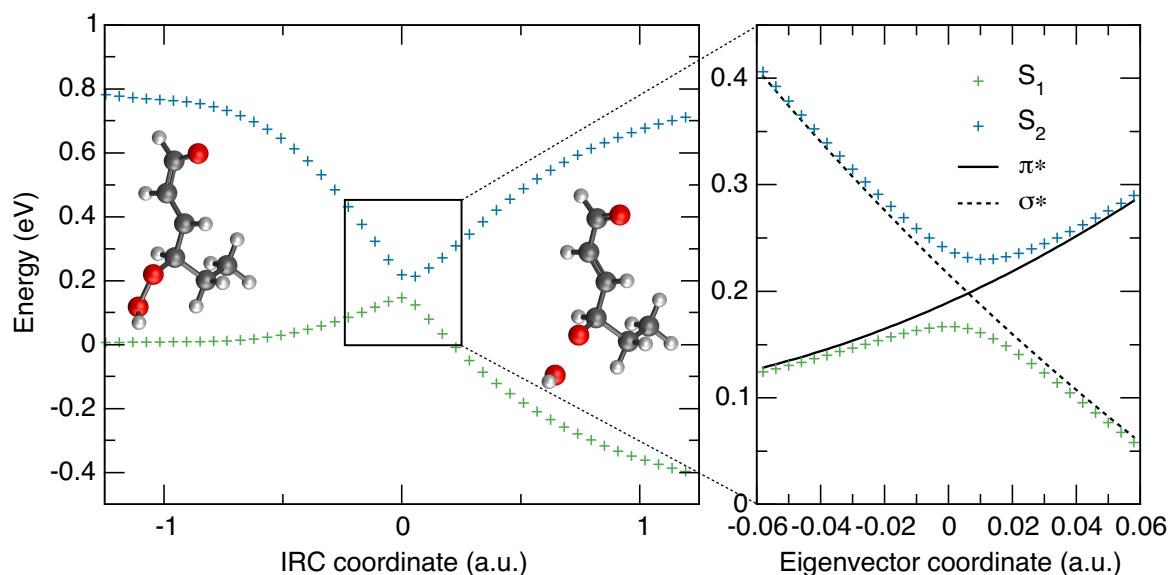 1
0.8
0.6
0.4
0.2
0
-0.2
-0.4
Energy (eV)
-1
0
1
IRC coordinate (a.u.)
0.4
0.3
0.2
0.1
0
S1
S2
π*
σ*
-0.06 -0.04 -0.02 0 0.02 0.04 0.06
Eigenvector coordinate (a.u.)